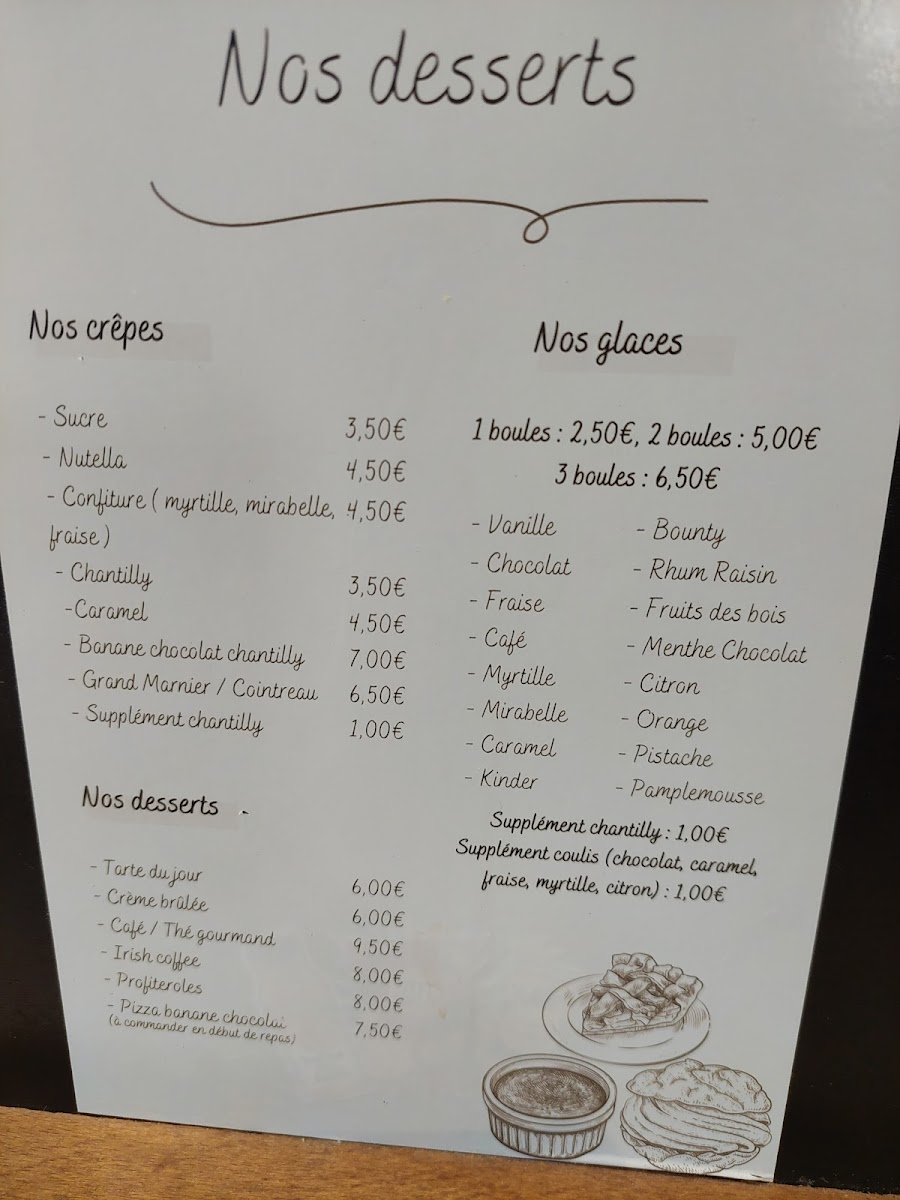 Nos desserts
Nos crêpes
- Sucre 3,50€
- Nutella 4,50€
- Confiture ( myrtille, mirabelle, 4,50€
fraise )
- Chantilly 3,50€
-Caramel 4,50€
- Banane chocolat chantilly 7,00€
- Grand Marnier / Cointreau 6,50€
- Supplément chantilly 1,00€
Nos desserts -
- Tarte du jour 6,00€
- Crème brûlée 6,00€
- Café / Thé gourmand 9,50€
- Irish coffee 8,00€
- Profiteroles 8,00€
- Pizza banane chocolat 7,50€
(à commander en début de repas)
Nos glaces
1 boules : 2,50€, 2 boules : 5,00€
3 boules : 6,50€
- Vanille
- Chocolat
- Fraise
- Café
- Myrtille
- Mirabelle
- Caramel
- Kinder
- Bounty
- Rhum Raisin
- Fruits des bois
- Menthe Chocolat
- Citron
- Orange
- Pistache
- Pamplemousse
Supplément chantilly : 1,00€
Supplément coulis (chocolat, caramel,
fraise, myrtille, citron) : 1,00€